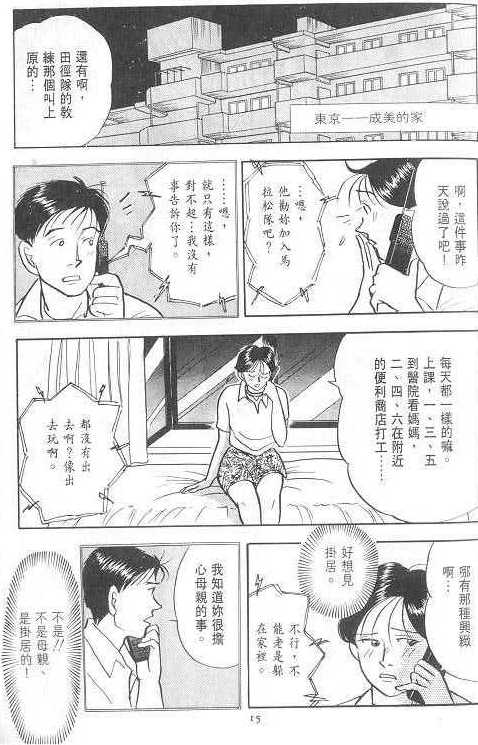 還有啊，
田徑隊的教
練那個叫上
原的…
東京——成美的家
啊，這件事昨
天說過了吧！
……嗯，
他勸妳加入馬
拉松隊吧？
……嗯，
就只有這樣，
對不起…我沒有
事告訴你了。
每天都一樣的嘛。
上課，一、三、五
到醫院看媽媽，
二、四、六在附近
的便利商店打工……
都沒有出
去啊？像出
去玩啊。
哪有那種興緻
啊…
好想見
掛居。
不行，不
能老是躲
在家裡。
我知道妳很擔
心母親的事。
不是!!
不是母親、
是掛居的！
15